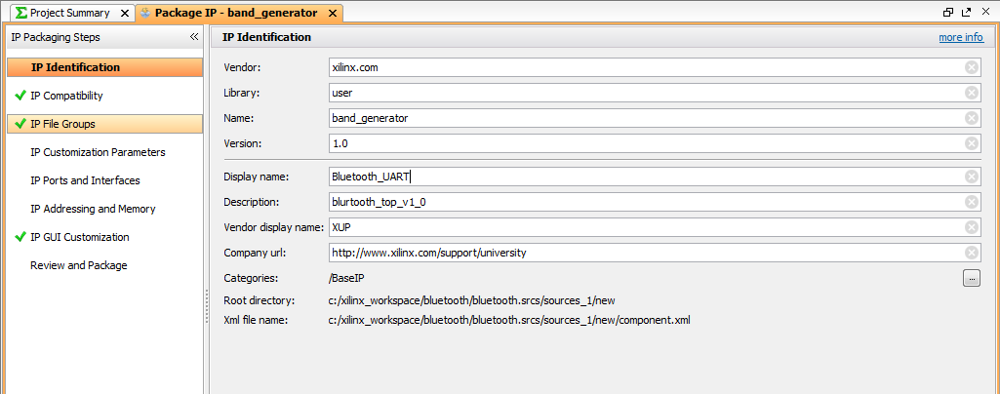 Project Summary
Package IP - band_generator
IP Packaging Steps
IP Identification
more info
IP Identification
IP Compatibility
IP File Groups
IP Customization Parameters
IP Ports and Interfaces
IP Addressing and Memory
IP GUI Customization
Review and Package
Vendor: xilinx.com
Library: user
Name: band_generator
Version: 1.0
Display name: Bluetooth_UART
Description: blurtooth_top_v1_0
Vendor display name: XUP
Company url: http://www.xilinx.com/support/university
Categories: /BaseIP ...
Root directory: c:/xilinx_workspace/bluetooth/bluetooth.srcs/sources_1/new
Xml file name: c:/xilinx_workspace/bluetooth/bluetooth.srcs/sources_1/new/component.xml